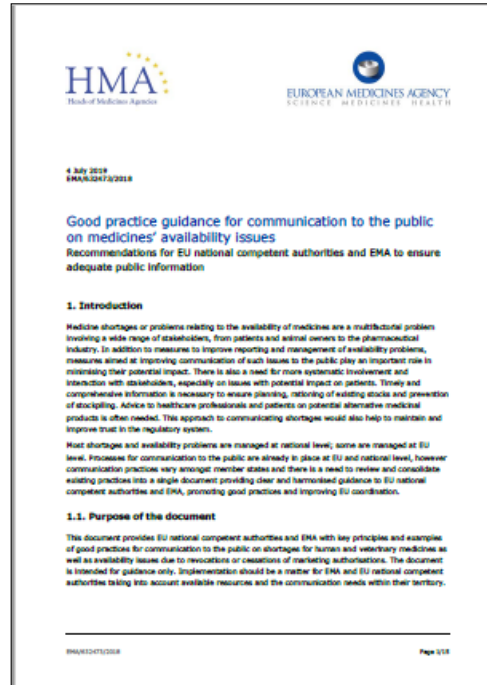 HMA
Heads of Medicines Agencies
EUROPEAN MEDICINES AGENCY
SCIENCE MEDICINES HEALTH
4 July 2019
EMA/632473/2018
Good practice guidance for communication to the public
on medicines' availability issues
Recommendations for EU national competent authorities and EMA to ensure
adequate public information
1. Introduction
Medicine shortages or problems relating to the availability of medicines are a multifactorial problem
involving a wide range of stakeholders, from patients and animal owners to the pharmaceutical
industry. In addition to measures to improve reporting and management of availability problems,
measures aimed at improving communication of such issues to the public play an important role in
minimising their potential impact. There is also a need for more systematic involvement and
interaction with stakeholders, especially on issues with potential impact on patients. Timely and
comprehensive information is necessary to ensure planning, rationing of existing stocks and prevention
of stockpiling. Advice to healthcare professionals and patients on potential alternative medicinal
products is often needed. This approach to communicating shortages would also help to maintain and
improve trust in the regulatory system.
Most shortages and availability problems are managed at national level; some are managed at EU
level. Processes for communication to the public are already in place at EU and national level, however
communication practices vary amongst member states and there is a need to review and consolidate
existing practices into a single document providing clear and harmonised guidance to EU national
competent authorities and EMA, promoting good practices and improving EU coordination.
1.1. Purpose of the document
This document provides EU national competent authorities and EMA with key principles and examples
of good practices for communication to the public on shortages for human and veterinary medicines as
well as availability issues due to revocations or cessations of marketing authorisations. The document
is intended for guidance only. Implementation should be a matter for EMA and EU national competent
authorities taking into account available resources and the communication needs within their territory.
EMA/632473/2018
Page 1/18